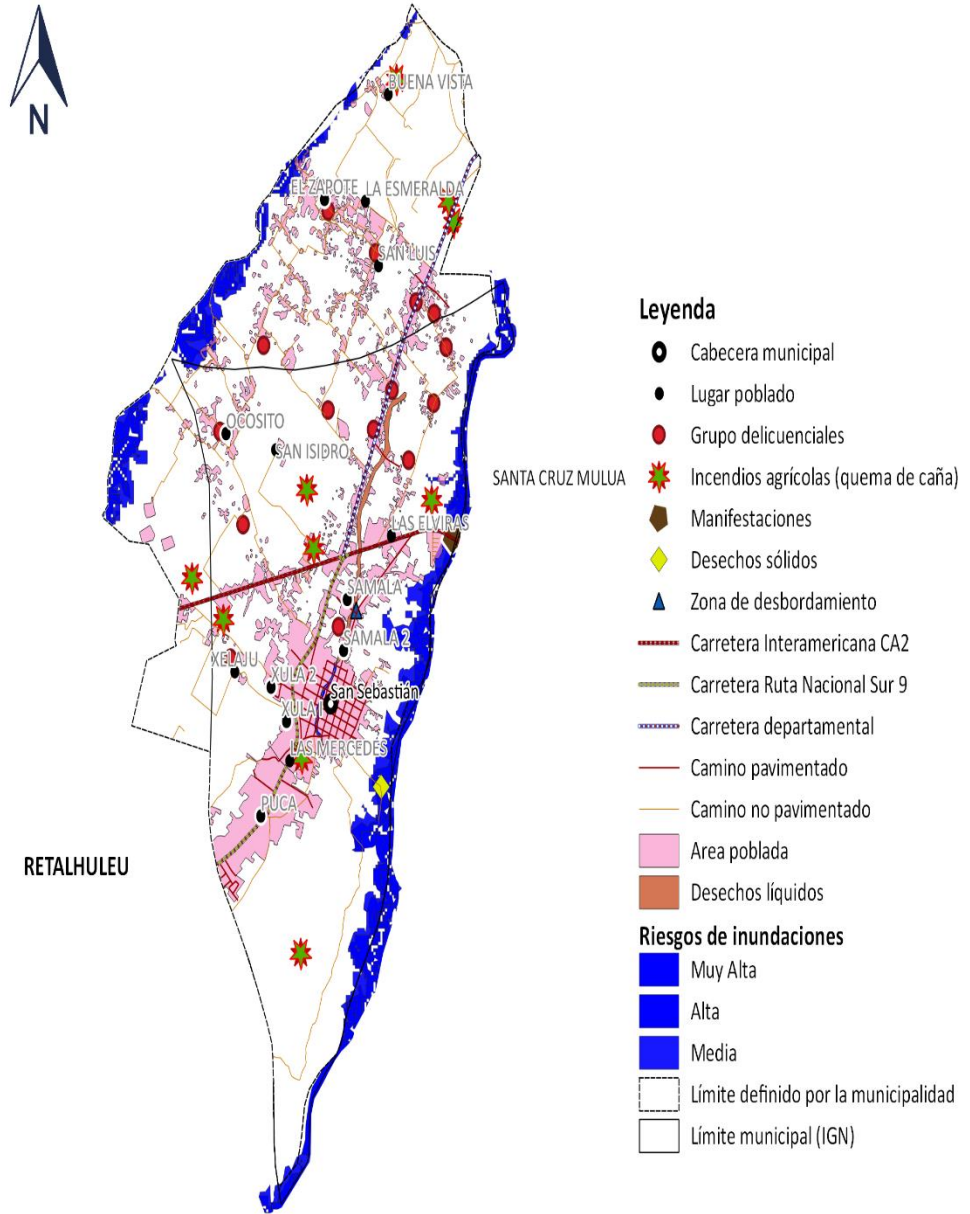 N
BUENA VISTA
EL ZAPOTE
LA ESMERALDA
SAN LUIS
OCOSITO
SAN ISIDRO
SANTA CRUZ MULUA
LAS ELVIRAS
SAMALA
SAMALA 2
XELAJU
XULA 2
San Sebastián
XULA 1
LAS MERCEDES
PUCA
RETALHULEU
Leyenda
Cabecera municipal
Lugar poblado
Grupo delicuenciales
Incendios agrícolas (quema de caña)
Manifestaciones
Desechos sólidos
Zona de desbordamiento
Carretera Interamericana CA2
Carretera Ruta Nacional Sur 9
Carretera departamental
Camino pavimentado
Camino no pavimentado
Area poblada
Desechos líquidos
Riesgos de inundaciones
Muy Alta
Alta
Media
Límite definido por la municipalidad
Límite municipal (IGN)